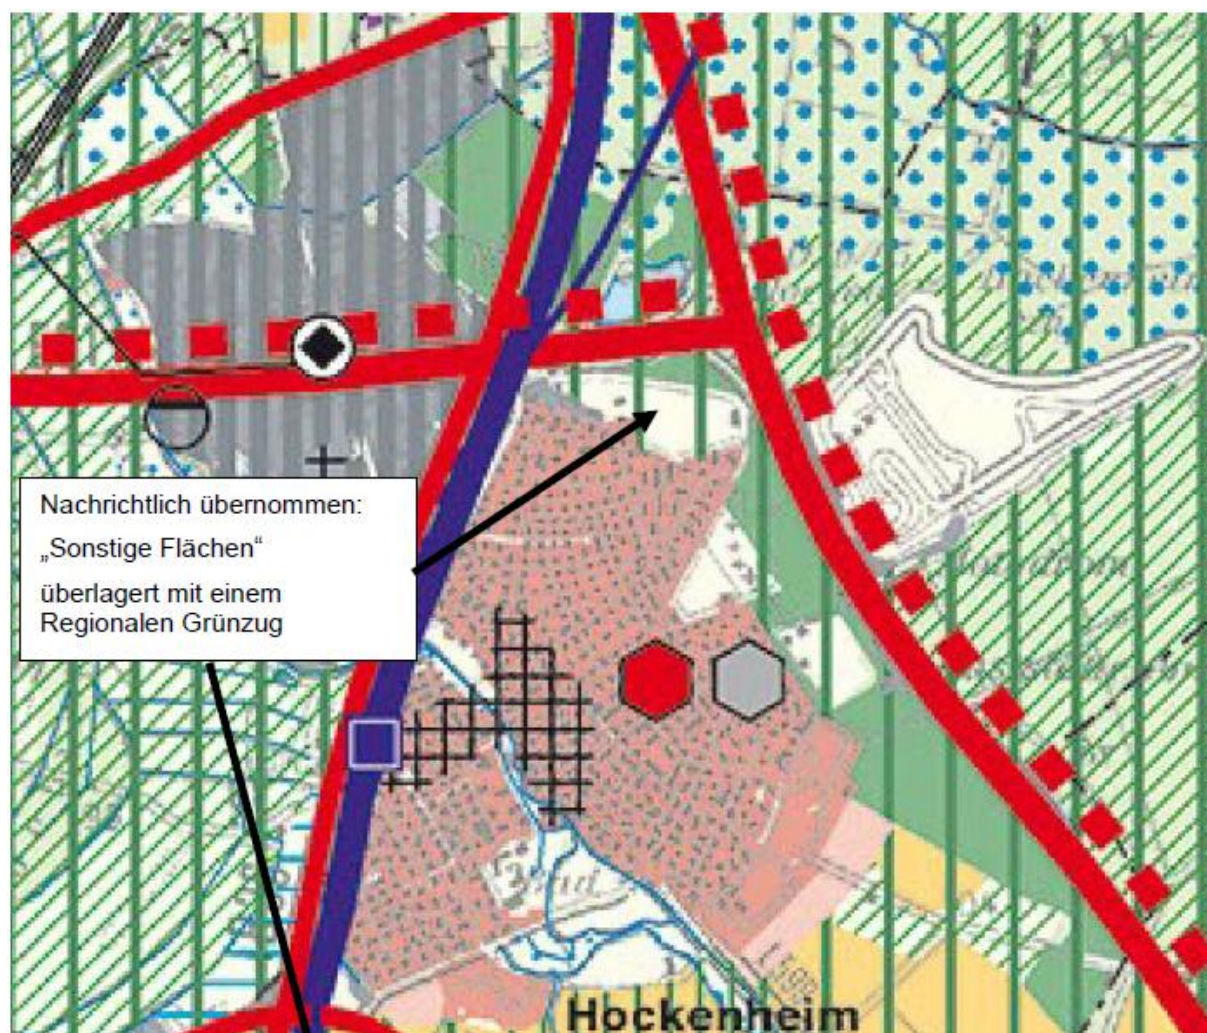 Nachrichtlich übernommen:
„Sonstige Flächen“
überlagert mit einem
Regionalen Grünzug
Hockenheim